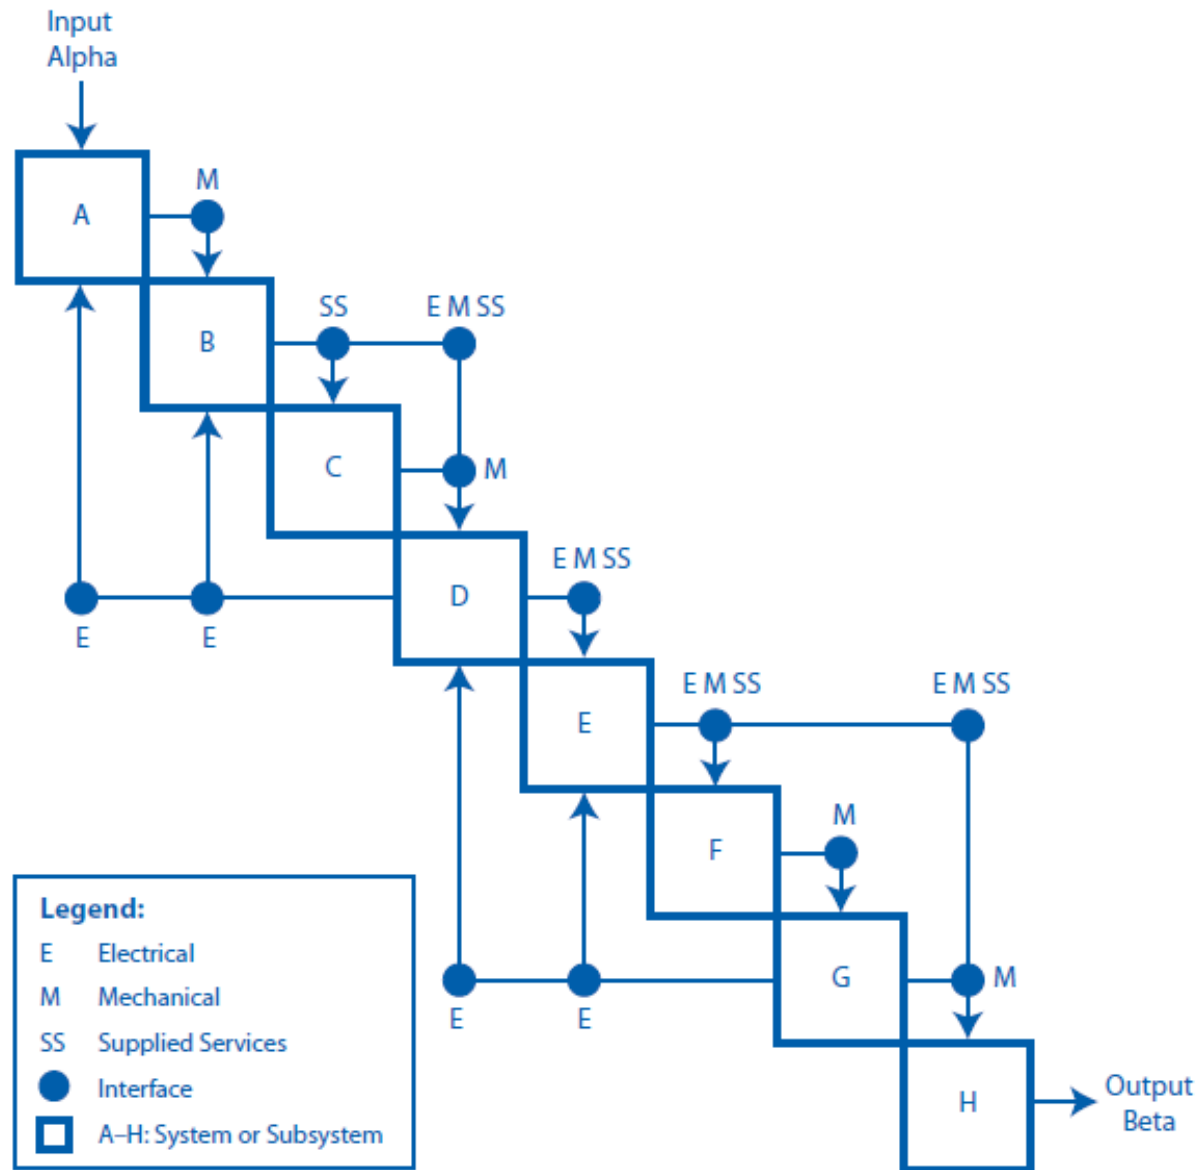 Input
Alpha
A
M
B
SS
E M SS
C
M
D
E M SS
E
E
E
E M SS
E M SS
F
M
G
M
E
E
H
Output
Beta
Legend:
E Electrical
M Mechanical
SS Supplied Services
Interface
A–H: System or Subsystem